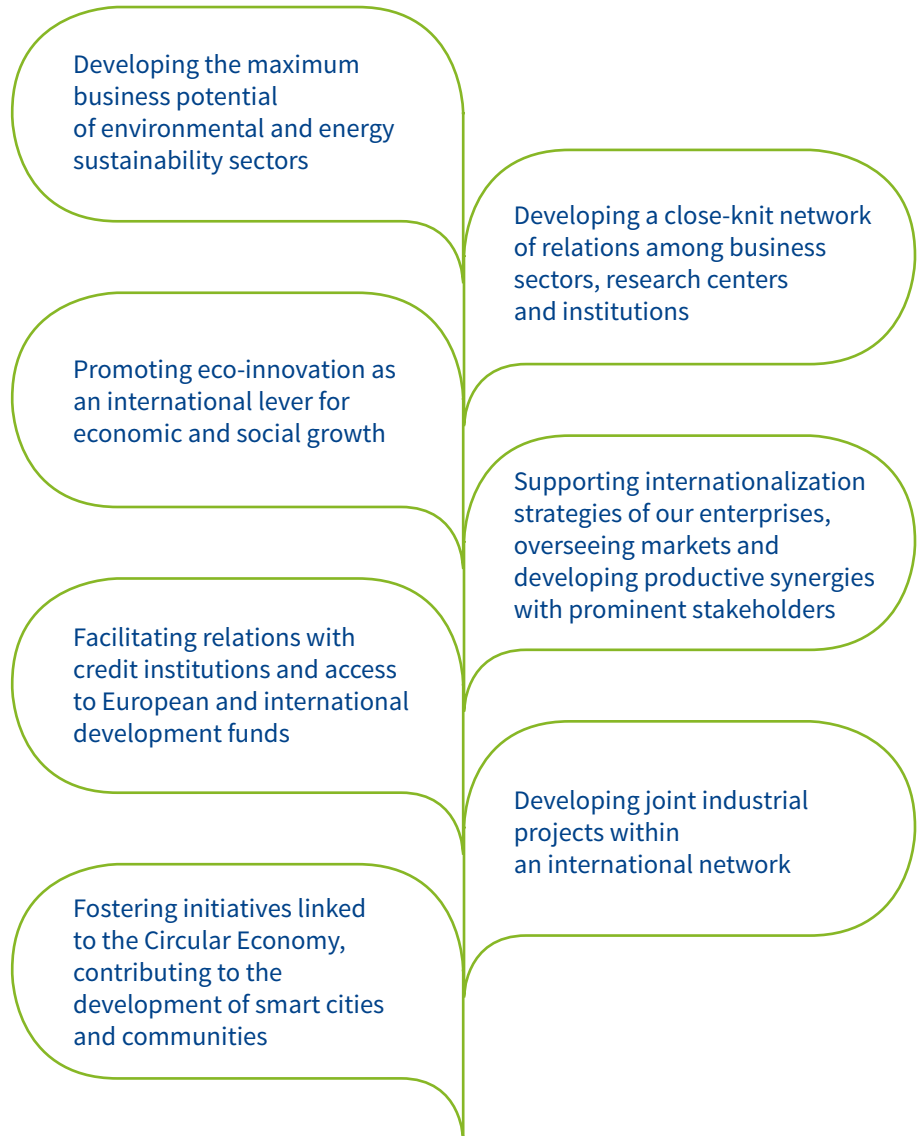 Developing the maximum
business potential
of environmental and energy
sustainability sectors
Developing a close-knit network
of relations among business
sectors, research centers
and institutions
Promoting eco-innovation as
an international lever for
economic and social growth
Supporting internationalization
strategies of our enterprises,
overseeing markets and
developing productive synergies
with prominent stakeholders
Facilitating relations with
credit institutions and access
to European and international
development funds
Developing joint industrial
projects within
an international network
Fostering initiatives linked
to the Circular Economy,
contributing to the
development of smart cities
and communities